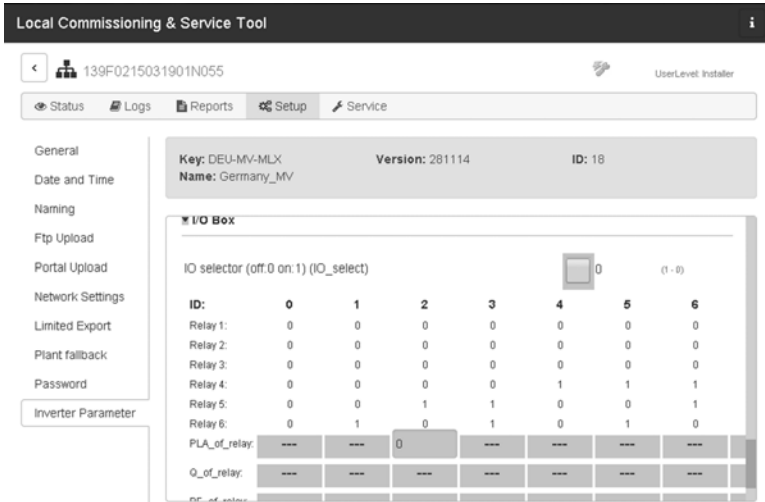 Local Commissioning & Service Tool
i
139F0215031901N055
UserLevel: Installer
Status Logs Reports Setup Service
General
Date and Time
Naming
Ftp Upload
Portal Upload
Network Settings
Limited Export
Plant fallback
Password
Inverter Parameter
Key: DEU-MV-MLX Version: 281114 ID: 18
Name: Germany_MV
I/O Box
IO selector (off:0 on:1) (IO_select) 0 (1 - 0)
ID: 0 1 2 3 4 5 6
Relay 1: 0 0 0 0 0 0 0
Relay 2: 0 0 0 0 0 0 0
Relay 3: 0 0 0 0 0 0 0
Relay 4: 0 0 0 0 1 1 1
Relay 5: 0 0 1 1 0 0 1
Relay 6: 0 1 0 1 0 1 0
PLA_of_relay: --- --- 0 --- --- --- ---
Q_of_relay: --- --- --- --- --- --- ---